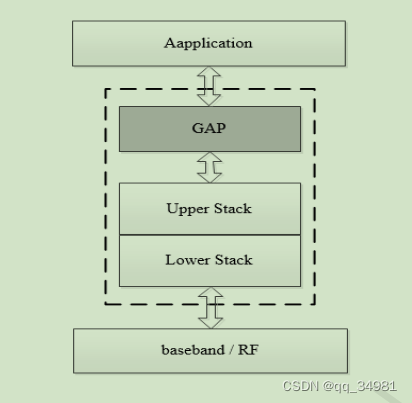 Aapplication
GAP
Upper Stack
Lower Stack
baseband / RF
CSDN @qq_34981